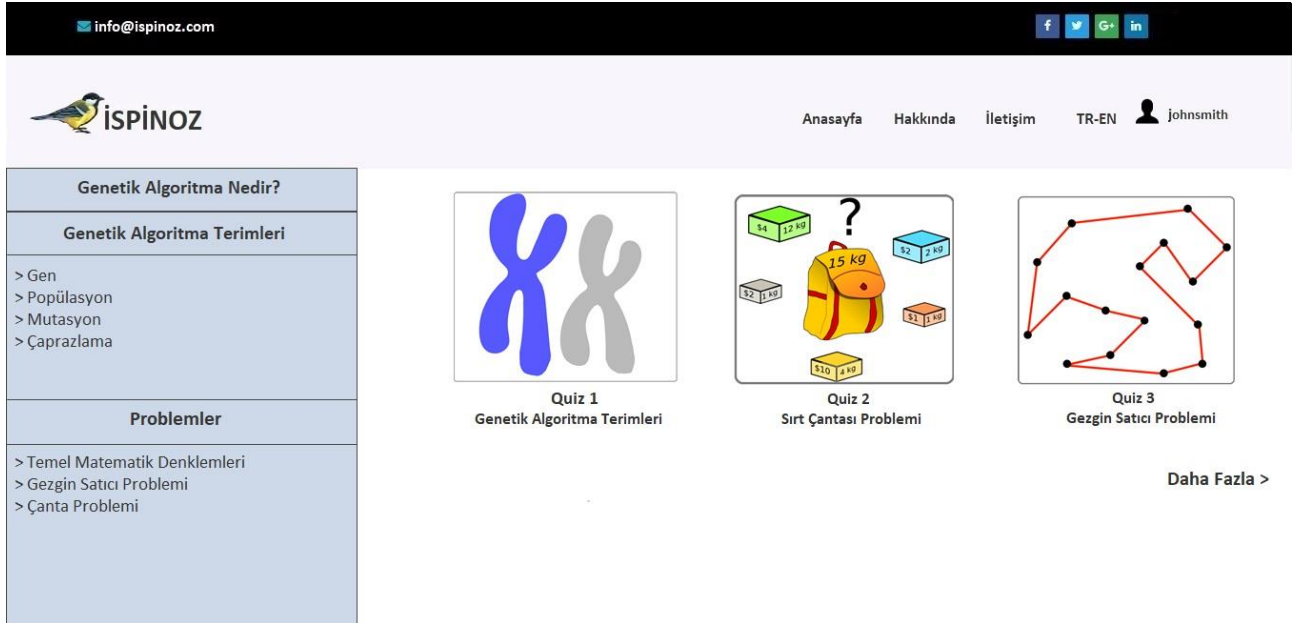 info@ispinoz.com
f G+ in
İSPİNOZ
Anasayfa Hakkında İletişim TR-EN johnsmith
Genetik Algoritma Nedir?
Genetik Algoritma Terimleri
> Gen
> Popülasyon
> Mutasyon
> Çaprazlama
Problemler
> Temel Matematik Denklemleri
> Gezgin Satıcı Problemi
> Çanta Problemi
?
$4 12 kg
15 kg
$2 2 kg
$2 1 kg
$1 1 kg
$10 4 kg
Quiz 1
Genetik Algoritma Terimleri
Quiz 2
Sırt Çantası Problemi
Quiz 3
Gezgin Satıcı Problemi
Daha Fazla >